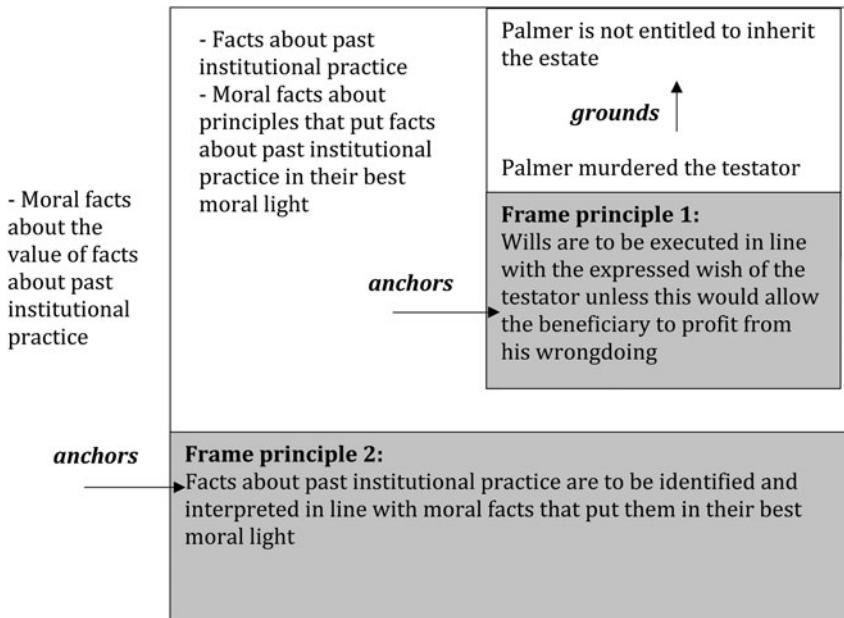 - Moral facts
about the
value of facts
about past
institutional
practice
anchors
- Facts about past
institutional practice
- Moral facts about
principles that put facts
about past institutional
practice in their best
moral light
anchors
Palmer is not entitled to inherit
the estate
grounds
Palmer murdered the testator
Frame principle 1:
Wills are to be executed in line
with the expressed wish of the
testator unless this would allow
the beneficiary to profit from
his wrongdoing
Frame principle 2:
Facts about past institutional practice are to be identified and
interpreted in line with moral facts that put them in their best
moral light